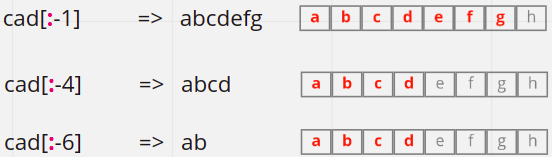 cad[:-1] => abcdefg a b c d e f g h
cad[:-4] => abcd a b c d e f g h
cad[:-6] => ab a b c d e f g h